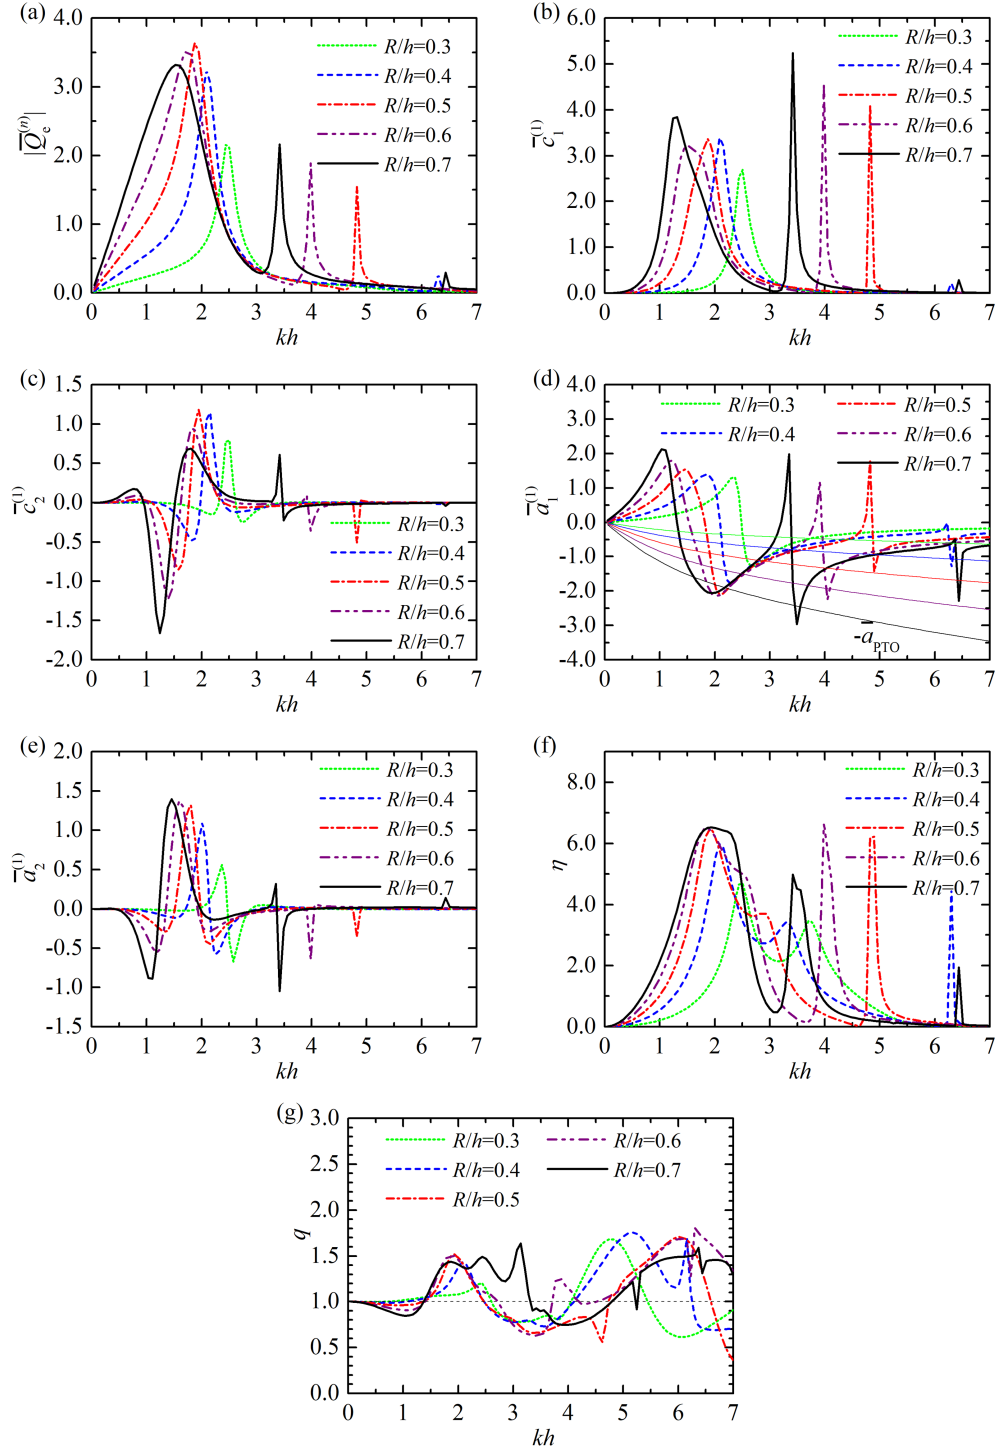 (a)
4.0
3.0
2.0
1.0
0.0
|Q̅e(n)|
R/h=0.3
R/h=0.4
R/h=0.5
R/h=0.6
R/h=0.7
0 1 2 3 4 5 6 7
kh
(b)
6.0
5.0
4.0
3.0
2.0
1.0
0.0
c̅1(1)
R/h=0.3
R/h=0.4
R/h=0.5
R/h=0.6
R/h=0.7
0 1 2 3 4 5 6 7
kh
(c)
1.5
1.0
0.5
0.0
-0.5
-1.0
-1.5
-2.0
c̅2(1)
R/h=0.3
R/h=0.4
R/h=0.5
R/h=0.6
R/h=0.7
0 1 2 3 4 5 6 7
kh
(d)
4.0
3.0
2.0
1.0
0.0
-1.0
-2.0
-3.0
-4.0
a̅1(1)
R/h=0.3
R/h=0.4
R/h=0.5
R/h=0.6
R/h=0.7
-a̅PTO
0 1 2 3 4 5 6 7
kh
(e)
2.0
1.5
1.0
0.5
0.0
-0.5
-1.0
-1.5
a̅2(1)
R/h=0.3
R/h=0.4
R/h=0.5
R/h=0.6
R/h=0.7
0 1 2 3 4 5 6 7
kh
(f)
8.0
6.0
4.0
2.0
0.0
η
R/h=0.3
R/h=0.4
R/h=0.5
R/h=0.6
R/h=0.7
0 1 2 3 4 5 6 7
kh
(g)
3.0
2.5
2.0
1.5
1.0
0.5
0.0
q
R/h=0.3
R/h=0.4
R/h=0.5
R/h=0.6
R/h=0.7
0 1 2 3 4 5 6 7
kh